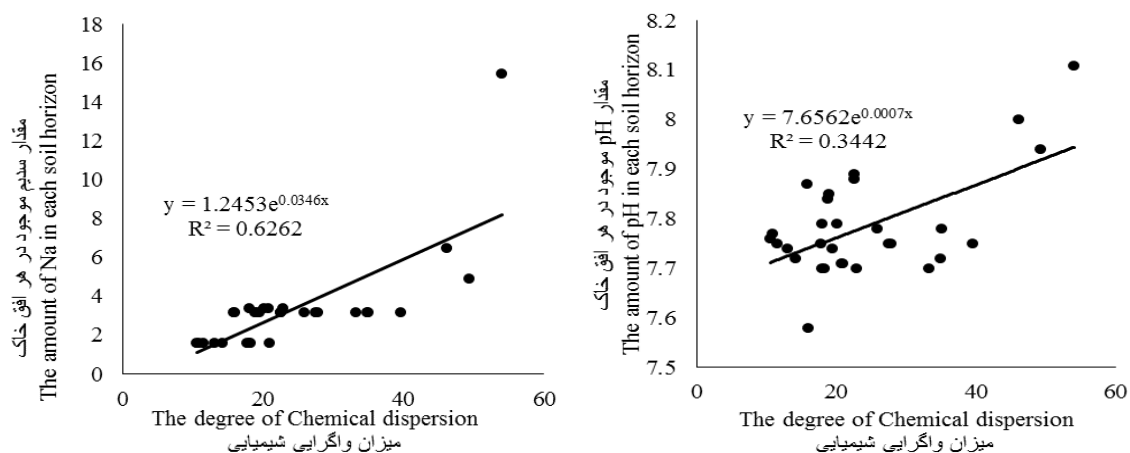 18
16
14
12
10
8
6
4
2
0
0
20
40
60
مقدار سدیم موجود در هر افق خاک
The amount of Na in each soil horizon
y = 1.2453e^0.0346x
R² = 0.6262
The degree of Chemical dispersion
میزان واگرایی شیمیایی
8.2
8.1
8
7.9
7.8
7.7
7.6
7.5
0
20
40
60
مقدار pH موجود در هر افق خاک
The amount of pH in each soil horizon
y = 7.6562e^0.0007x
R² = 0.3442
The degree of Chemical dispersion
میزان واگرایی شیمیایی